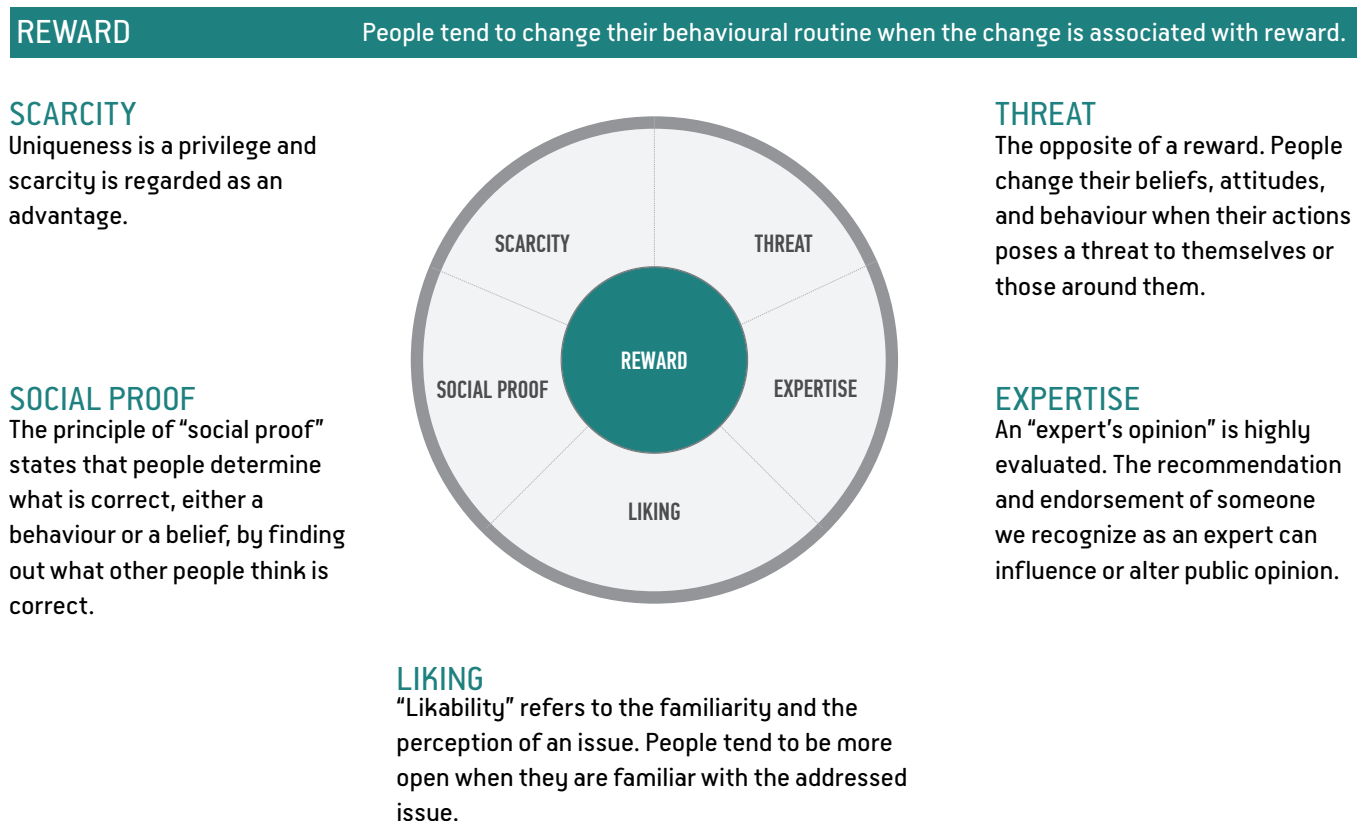 REWARD
People tend to change their behavioural routine when the change is associated with reward.
SCARCITY
Uniqueness is a privilege and
scarcity is regarded as an
advantage.
SOCIAL PROOF
The principle of “social proof”
states that people determine
what is correct, either a
behaviour or a belief, by finding
out what other people think is
correct.
SCARCITY
THREAT
REWARD
SOCIAL PROOF
EXPERTISE
LIKING
THREAT
The opposite of a reward. People
change their beliefs, attitudes,
and behaviour when their actions
poses a threat to themselves or
those around them.
EXPERTISE
An “expert’s opinion” is highly
evaluated. The recommendation
and endorsement of someone
we recognize as an expert can
influence or alter public opinion.
LIKING
“Likability” refers to the familiarity and the
perception of an issue. People tend to be more
open when they are familiar with the addressed
issue.